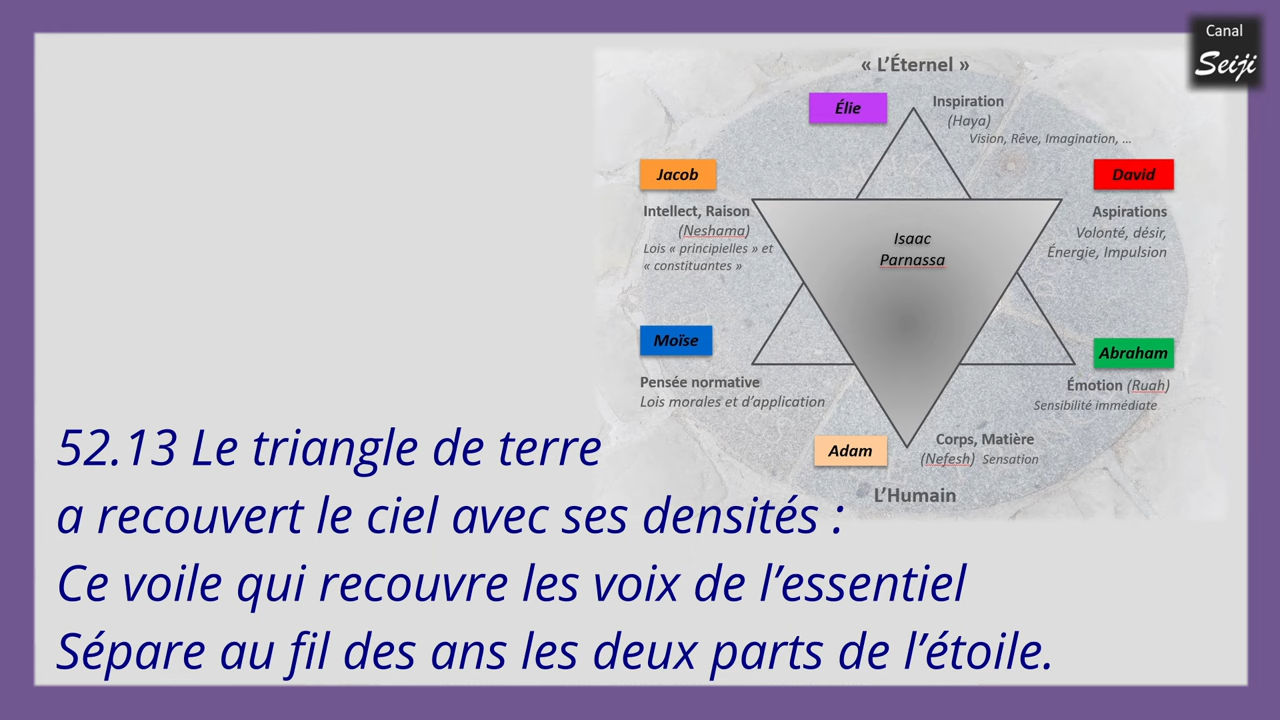 Canal
Seiji
« L’Éternel »
Élie
Inspiration
(Haya)
Vision, Rêve, Imagination, ...
Jacob
Intellect, Raison
(Neshama)
Lois « principielles » et
« constituantes »
David
Aspirations
Volonté, désir,
Énergie, Impulsion
Isaac
Parnassa
Moïse
Pensée normative
Lois morales et d’application
Abraham
Émotion (Ruah)
Sensibilité immédiate
Adam
Corps, Matière
(Nefesh) Sensation
L’Humain
52.13 Le triangle de terre
a recouvert le ciel avec ses densités :
Ce voile qui recouvre les voix de l’essentiel
Sépare au fil des ans les deux parts de l’étoile.